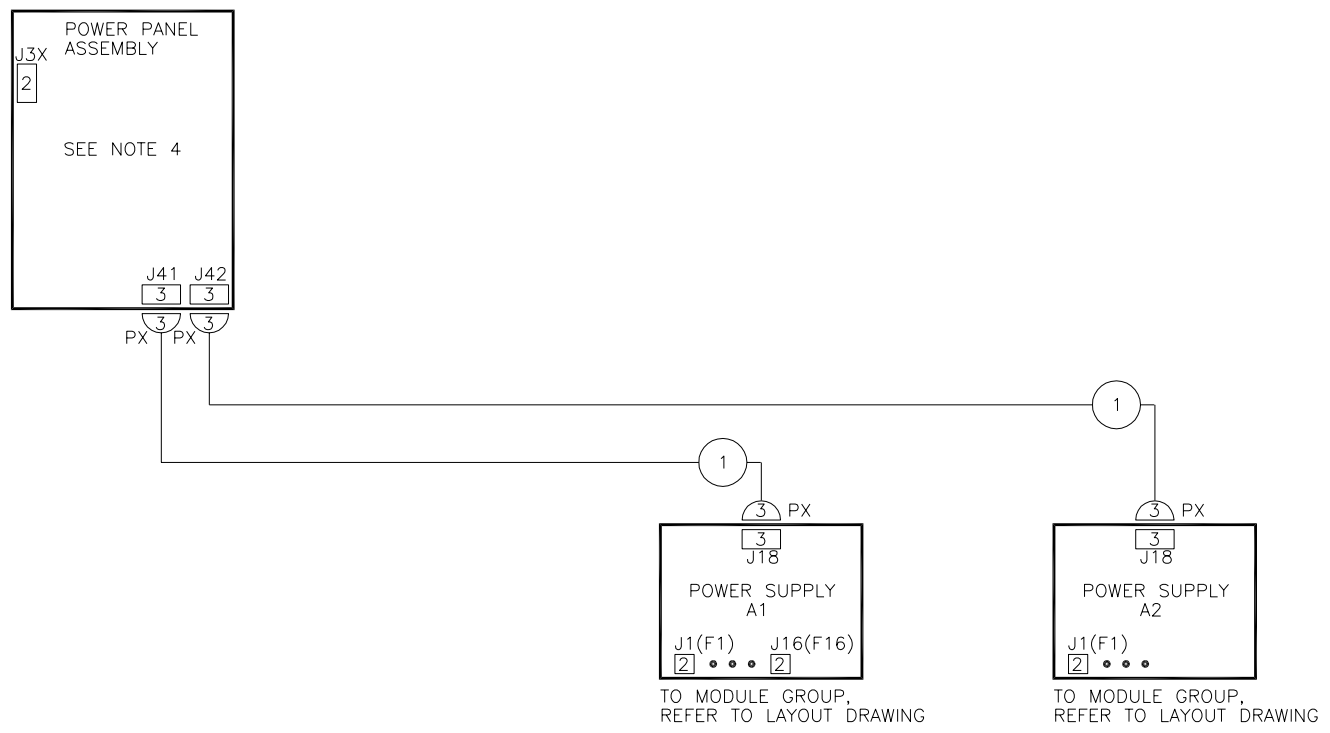 POWER PANEL
ASSEMBLY
J3X
2
SEE NOTE 4
J41 J42
3 3
3 3
PX PX
1
1
3 PX
3 PX
3
J18
3
J18
POWER SUPPLY
A1
POWER SUPPLY
A2
J1(F1) J16(F16)
2 2
J1(F1)
2
TO MODULE GROUP,
REFER TO LAYOUT DRAWING
TO MODULE GROUP,
REFER TO LAYOUT DRAWING